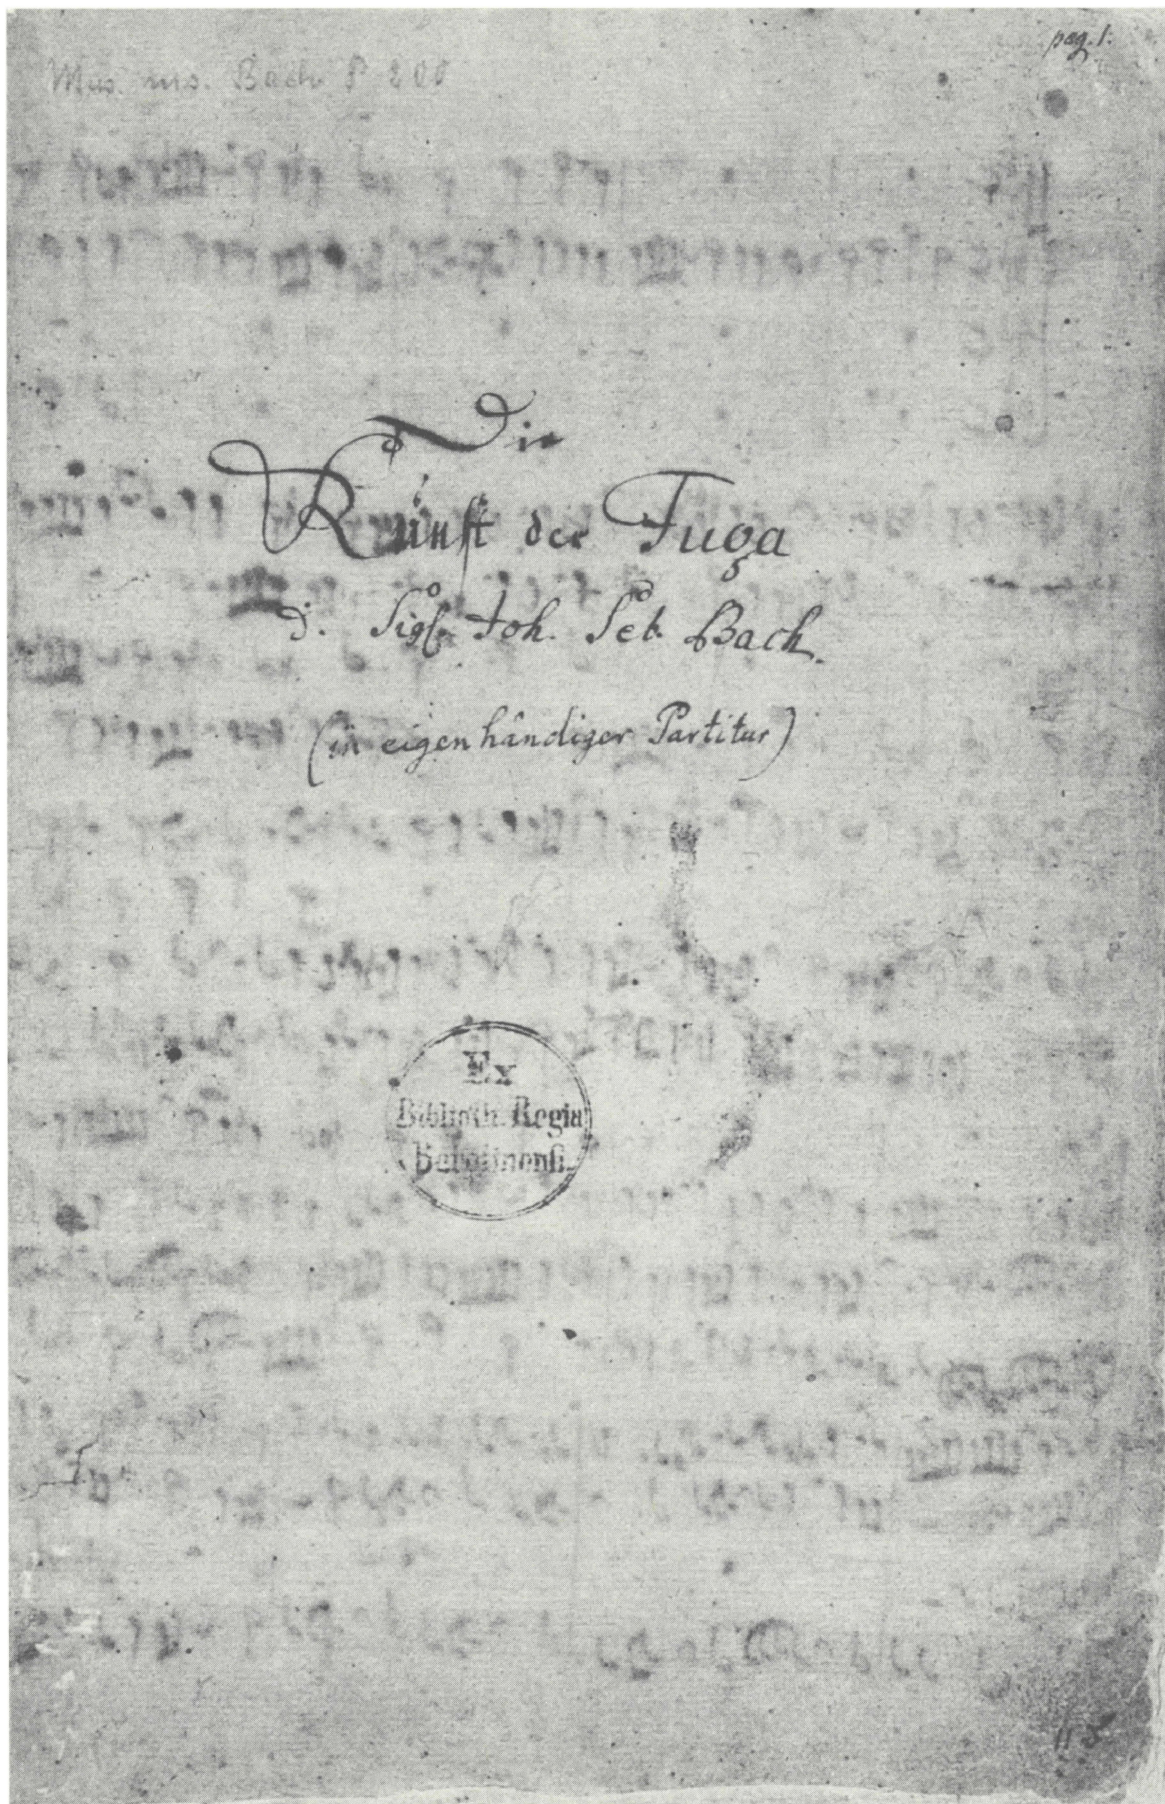 Mus. ms. Bach P 200
pag. 1.
Die
Kunst der Fuga
d. Sigr. Joh. Seb. Bach.
(in eigenhändiger Partitur)
Ex
Biblioth. Regia
Berolinensi.